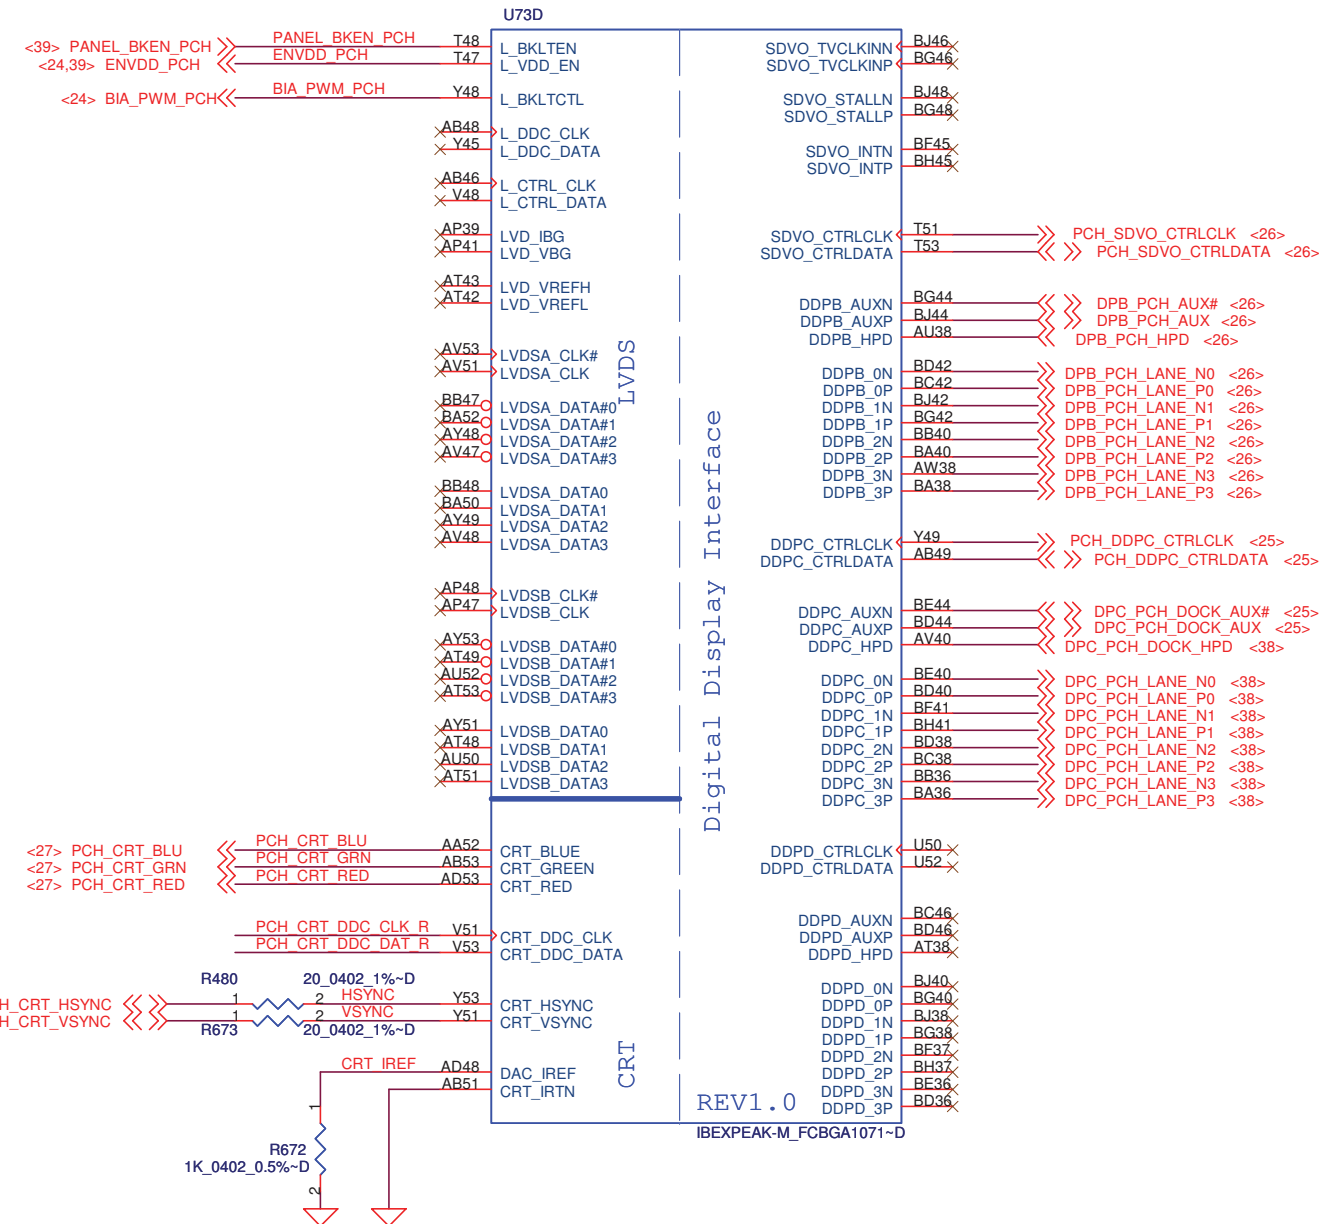 U73D
<39> PANEL_BKEN_PCH PANEL_BKEN_PCH T48 L_BKLTEN
<24,39> ENVDD_PCH ENVDD_PCH T47 L_VDD_EN
<24> BIA_PWM_PCH BIA_PWM_PCH Y48 L_BKLTCTL
AB48 L_DDC_CLK
Y45 L_DDC_DATA
AB46 L_CTRL_CLK
V48 L_CTRL_DATA
AP39 LVD_IBG
AP41 LVD_VBG
AT43 LVD_VREFH
AT42 LVD_VREFL
AV53 LVDSA_CLK#
AV51 LVDSA_CLK
BB47 LVDSA_DATA#0
BA52 LVDSA_DATA#1
AY48 LVDSA_DATA#2
AV47 LVDSA_DATA#3
BB48 LVDSA_DATA0
BA50 LVDSA_DATA1
AY49 LVDSA_DATA2
AV48 LVDSA_DATA3
AP48 LVDSB_CLK#
AP47 LVDSB_CLK
AY53 LVDSB_DATA#0
AT49 LVDSB_DATA#1
AU52 LVDSB_DATA#2
AT53 LVDSB_DATA#3
AY51 LVDSB_DATA0
AT48 LVDSB_DATA1
AU50 LVDSB_DATA2
AT51 LVDSB_DATA3
LVDS
<27> PCH_CRT_BLU PCH_CRT_BLU AA52 CRT_BLUE
<27> PCH_CRT_GRN PCH_CRT_GRN AB53 CRT_GREEN
<27> PCH_CRT_RED PCH_CRT_RED AD53 CRT_RED
PCH_CRT_DDC_CLK_R V51 CRT_DDC_CLK
PCH_CRT_DDC_DAT_R V53 CRT_DDC_DATA
R480 20_0402_1%~D
H_CRT_HSYNC 1 2 HSYNC Y53 CRT_HSYNC
H_CRT_VSYNC 1 2 VSYNC Y51 CRT_VSYNC
R673 20_0402_1%~D
CRT_IREF AD48 DAC_IREF
AB51 CRT_IRTN
CRT
1
R672
1K_0402_0.5%~D
2
Digital Display Interface
SDVO_TVCLKINN BJ46
SDVO_TVCLKINP BG46
SDVO_STALLN BJ48
SDVO_STALLP BG48
SDVO_INTN BF45
SDVO_INTP BH45
SDVO_CTRLCLK T51 PCH_SDVO_CTRLCLK <26>
SDVO_CTRLDATA T53 PCH_SDVO_CTRLDATA <26>
DDPB_AUXN BG44 DPB_PCH_AUX# <26>
DDPB_AUXP BJ44 DPB_PCH_AUX <26>
DDPB_HPD AU38 DPB_PCH_HPD <26>
DDPB_0N BD42 DPB_PCH_LANE_N0 <26>
DDPB_0P BC42 DPB_PCH_LANE_P0 <26>
DDPB_1N BJ42 DPB_PCH_LANE_N1 <26>
DDPB_1P BG42 DPB_PCH_LANE_P1 <26>
DDPB_2N BB40 DPB_PCH_LANE_N2 <26>
DDPB_2P BA40 DPB_PCH_LANE_P2 <26>
DDPB_3N AW38 DPB_PCH_LANE_N3 <26>
DDPB_3P BA38 DPB_PCH_LANE_P3 <26>
DDPC_CTRLCLK Y49 PCH_DDPC_CTRLCLK <25>
DDPC_CTRLDATA AB49 PCH_DDPC_CTRLDATA <25>
DDPC_AUXN BE44 DPC_PCH_DOCK_AUX# <25>
DDPC_AUXP BD44 DPC_PCH_DOCK_AUX <25>
DDPC_HPD AV40 DPC_PCH_DOCK_HPD <38>
DDPC_0N BE40 DPC_PCH_LANE_N0 <38>
DDPC_0P BD40 DPC_PCH_LANE_P0 <38>
DDPC_1N BF41 DPC_PCH_LANE_N1 <38>
DDPC_1P BH41 DPC_PCH_LANE_P1 <38>
DDPC_2N BD38 DPC_PCH_LANE_N2 <38>
DDPC_2P BC38 DPC_PCH_LANE_P2 <38>
DDPC_3N BB36 DPC_PCH_LANE_N3 <38>
DDPC_3P BA36 DPC_PCH_LANE_P3 <38>
DDPD_CTRLCLK U50
DDPD_CTRLDATA U52
DDPD_AUXN BC46
DDPD_AUXP BD46
DDPD_HPD AT38
DDPD_0N BJ40
DDPD_0P BG40
DDPD_1N BJ38
DDPD_1P BG38
DDPD_2N BF37
DDPD_2P BH37
DDPD_3N BE36
DDPD_3P BD36
REV1.0
IBEXPEAK-M_FCBGA1071~D